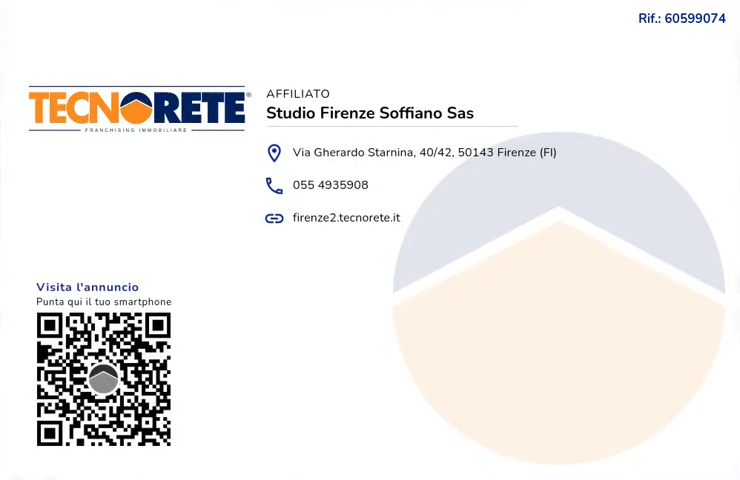 Rif.: 60599074
TECNORETE®
FRANCHISING IMMOBILIARE
AFFILIATO
Studio Firenze Soffiano Sas
Via Gherardo Starnina, 40/42, 50143 Firenze (FI)
055 4935908
firenze2.tecnorete.it
Visita l'annuncio
Punta qui il tuo smartphone